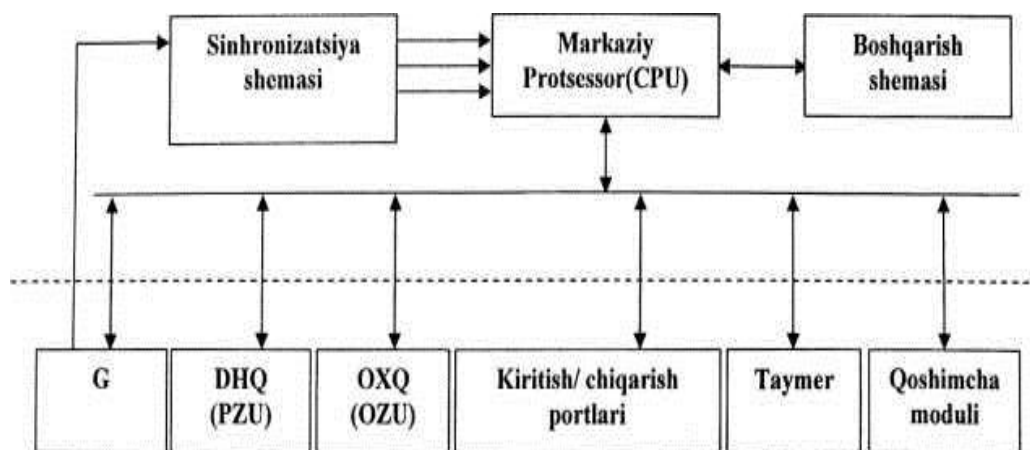 Sinhronizatsiya
shemasi
Markaziy
Protsessor(CPU)
Boshqarish
shemasi
G
DHQ
(PZU)
OXQ
(OZU)
Kiritish/ chiqarish
portlari
Taymer
Qoshimcha
moduli